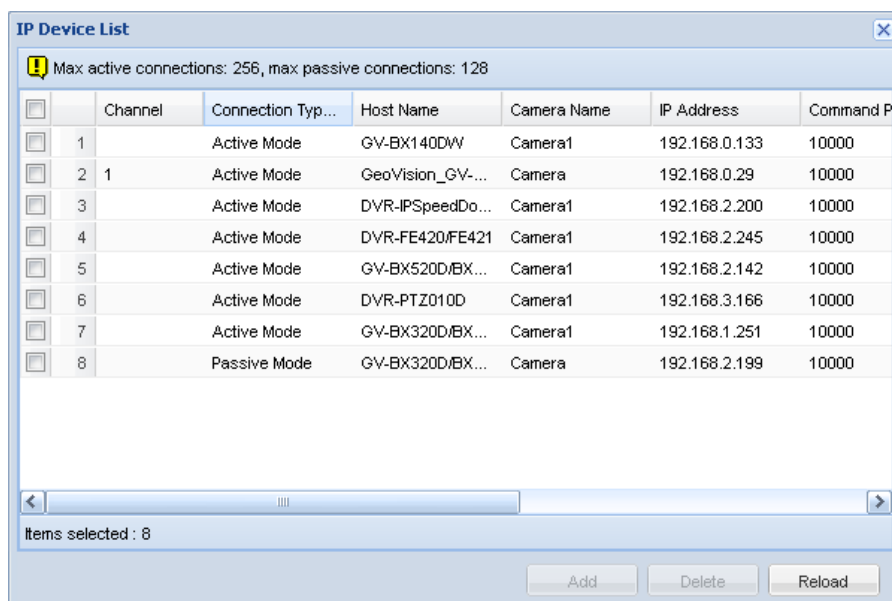 IP Device List
Max active connections: 256, max passive connections: 128
Channel Connection Typ... Host Name Camera Name IP Address Command P
1 Active Mode GV-BX140DW Camera1 192.168.0.133 10000
2 1 Active Mode GeoVision_GV-... Camera 192.168.0.29 10000
3 Active Mode DVR-IPSpeedDo... Camera1 192.168.2.200 10000
4 Active Mode DVR-FE420/FE421 Camera1 192.168.2.245 10000
5 Active Mode GV-BX520D/BX... Camera1 192.168.2.142 10000
6 Active Mode DVR-PTZ010D Camera1 192.168.3.166 10000
7 Active Mode GV-BX320D/BX... Camera1 192.168.1.251 10000
8 Passive Mode GV-BX320D/BX... Camera 192.168.2.199 10000
Items selected : 8
Add Delete Reload